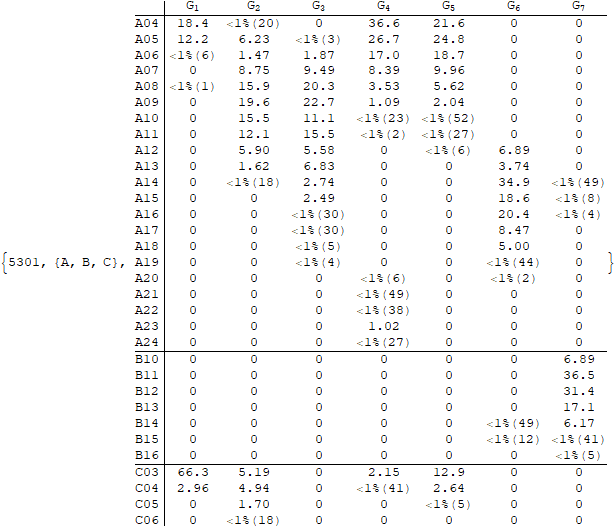 G1 G2 G3 G4 G5 G6 G7
A04 18.4 <1%(20) 0 36.6 21.6 0 0
A05 12.2 6.23 <1%(3) 26.7 24.8 0 0
A06 <1%(6) 1.47 1.87 17.0 18.7 0 0
A07 0 8.75 9.49 8.39 9.96 0 0
A08 <1%(1) 15.9 20.3 3.53 5.62 0 0
A09 0 19.6 22.7 1.09 2.04 0 0
A10 0 15.5 11.1 <1%(23) <1%(52) 0 0
A11 0 12.1 15.5 <1%(2) <1%(27) 0 0
A12 0 5.90 5.58 0 <1%(6) 6.89 0
A13 0 1.62 6.83 0 0 3.74 0
A14 0 <1%(18) 2.74 0 0 34.9 <1%(49)
A15 0 0 2.49 0 0 18.6 <1%(8)
A16 0 0 <1%(30) 0 0 20.4 <1%(4)
A17 0 0 <1%(30) 0 0 8.47 0
A18 0 0 <1%(5) 0 0 5.00 0
{5301, {A, B, C}, A19 0 0 <1%(4) 0 0 <1%(44) 0 }
A20 0 0 0 <1%(6) 0 <1%(2) 0
A21 0 0 0 <1%(49) 0 0 0
A22 0 0 0 <1%(38) 0 0 0
A23 0 0 0 1.02 0 0 0
A24 0 0 0 <1%(27) 0 0 0
B10 0 0 0 0 0 0 6.89
B11 0 0 0 0 0 0 36.5
B12 0 0 0 0 0 0 31.4
B13 0 0 0 0 0 0 17.1
B14 0 0 0 0 0 <1%(49) 6.17
B15 0 0 0 0 0 <1%(12) <1%(41)
B16 0 0 0 0 0 0 <1%(5)
C03 66.3 5.19 0 2.15 12.9 0 0
C04 2.96 4.94 0 <1%(41) 2.64 0 0
C05 0 1.70 0 0 <1%(5) 0 0
C06 0 <1%(18) 0 0 0 0 0